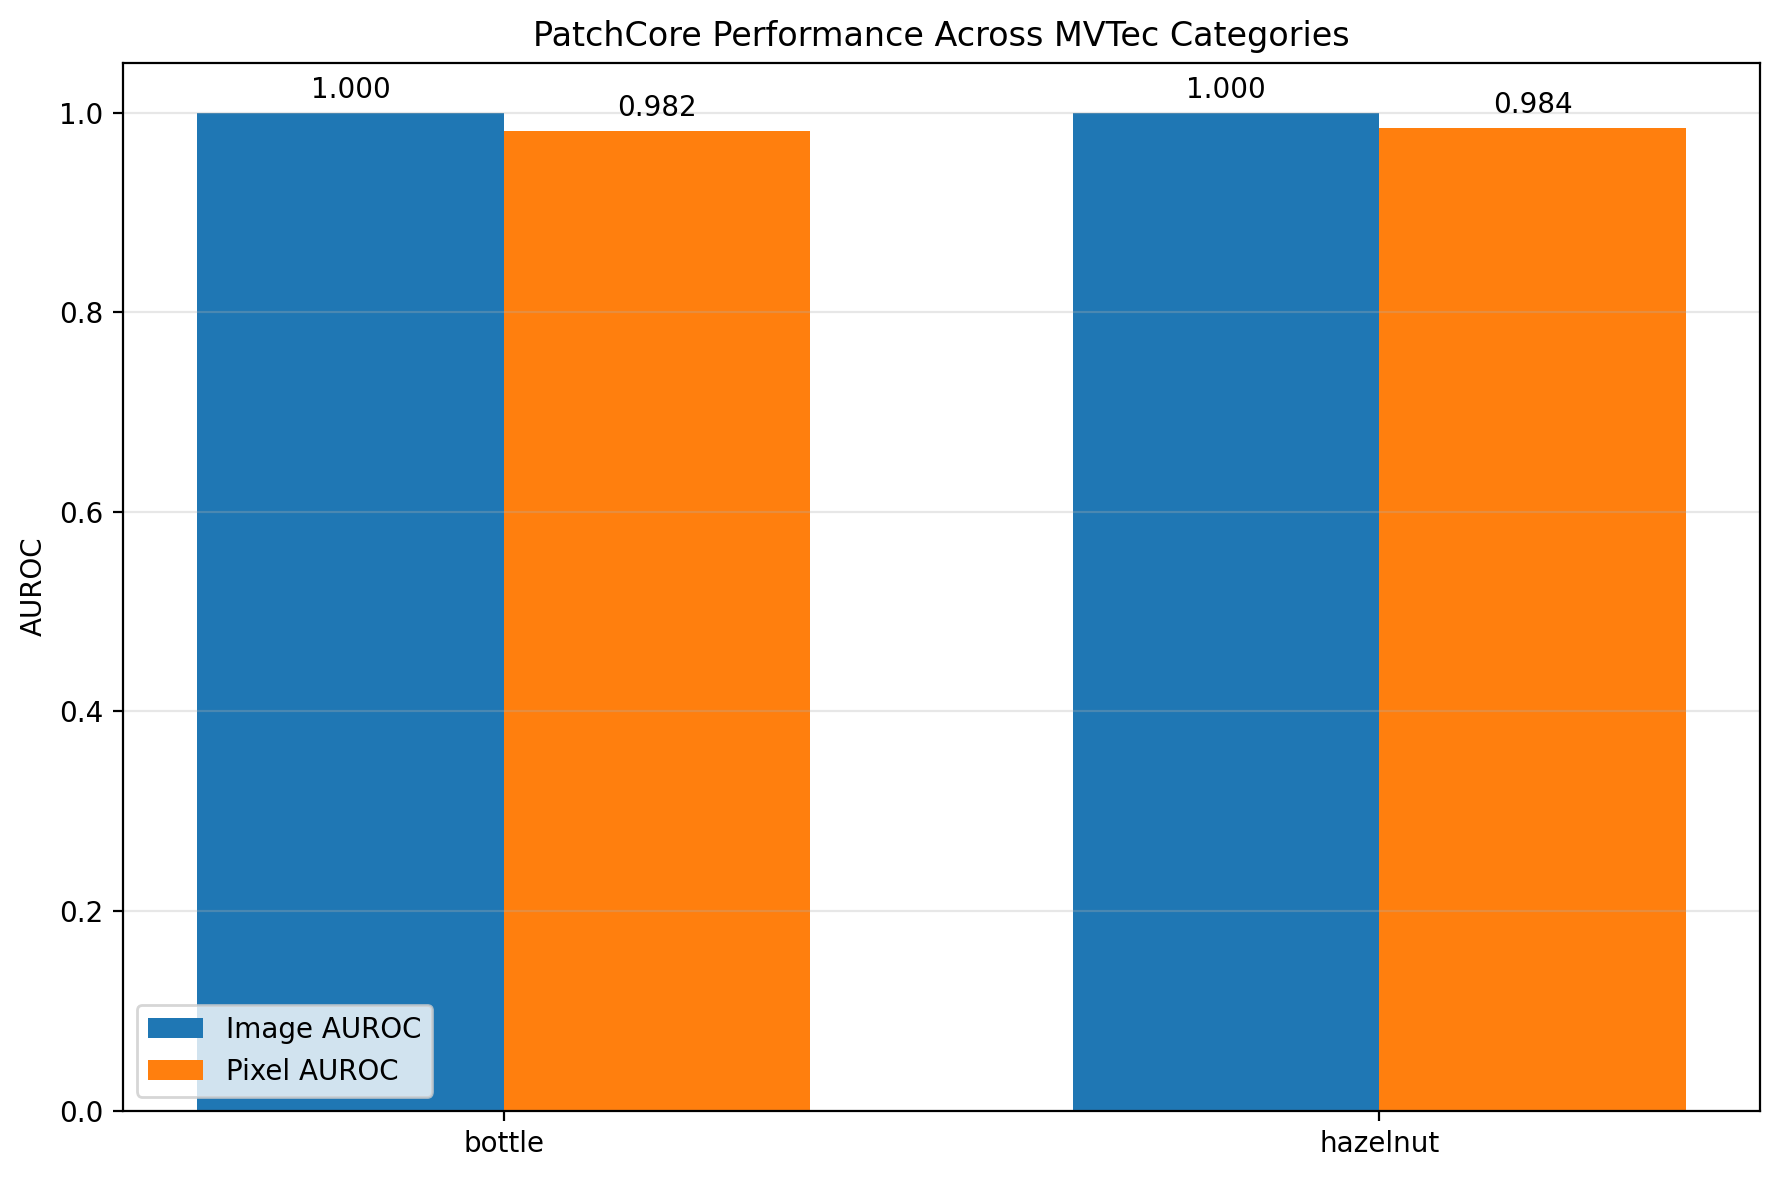 PatchCore Performance Across MVTec Categories
1.000
0.982
1.000
0.984
1.0
0.8
0.6
0.4
0.2
0.0
AUROC
Image AUROC
Pixel AUROC
bottle
hazelnut